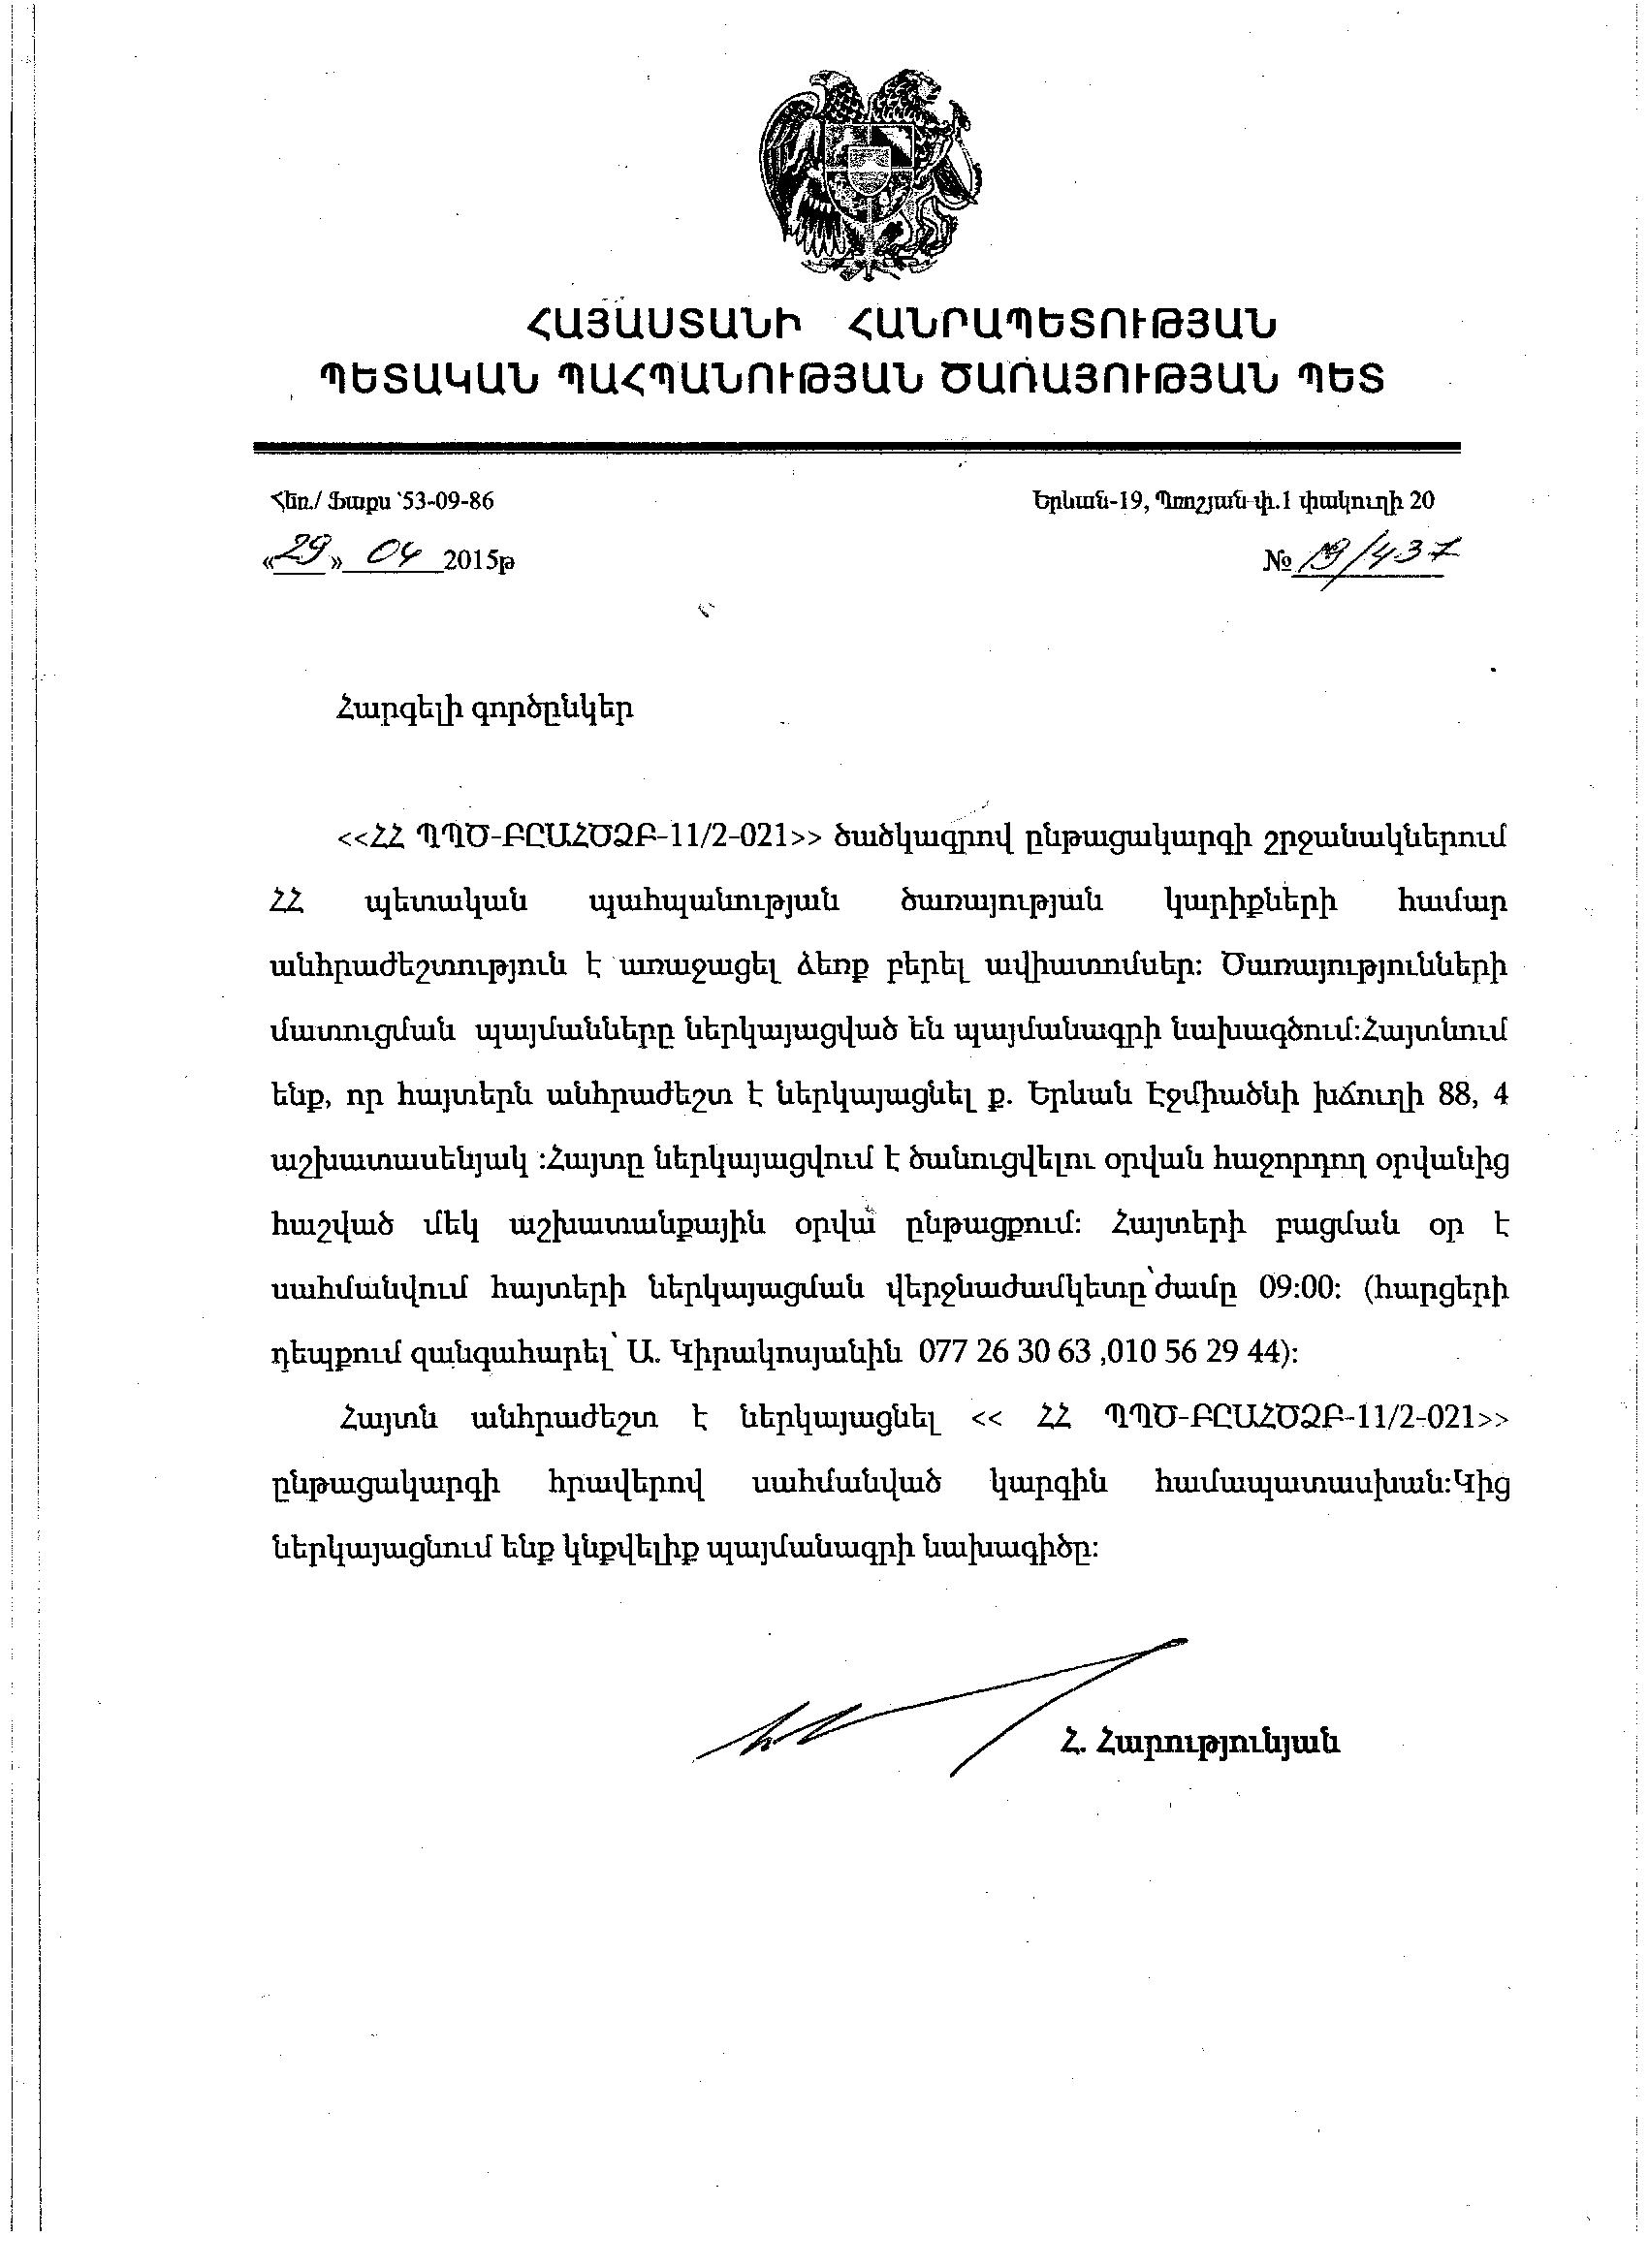 ՀԱՅԱՍՏԱՆԻ ՀԱՆՐԱՊԵՏՈՒԹՅԱՆ
ՊԵՏԱԿԱՆ ՊԱՀՊԱՆՈՒԹՅԱՆ ԾԱՌԱՅՈՒԹՅԱՆ ՊԵՏ
Հեռ./ Ֆաքս ՝53-09-86
Երևան-19, Պռոշյան փ.1 փակուղի 20
«29» 04 2015թ
№ 19/437
Հարգելի գործընկեր
<<ՀՀ ՊՊԾ-ԲԸԱՀԾՁԲ-11/2-021>> ծածկագրով ընթացակարգի շրջանակներում
ՀՀ պետական պահպանության ծառայության կարիքների համար
անհրաժեշտություն է առաջացել ձեռք բերել ավիատոմսեր: Ծառայությունների
մատուցման պայմանները ներկայացված են պայմանագրի նախագծում:Հայտնում
ենք, որ հայտերն անհրաժեշտ է ներկայացնել ք. Երևան Էջմիածնի խճուղի 88, 4
աշխատասենյակ :Հայտը ներկայացվում է ծանուցվելու օրվան հաջորդող օրվանից
հաշված մեկ աշխատանքային օրվա ընթացքում: Հայտերի բացման օր է
սահմանվում հայտերի ներկայացման վերջնաժամկետը՝ժամը 09:00: (հարցերի
դեպքում զանգահարել՝ Ա. Կիրակոսյանին 077 26 30 63 ,010 56 29 44):
Հայտն անհրաժեշտ է ներկայացնել << ՀՀ ՊՊԾ-ԲԸԱՀԾՁԲ-11/2-021>>
ընթացակարգի հրավերով սահմանված կարգին համապատասխան:Կից
ներկայացնում ենք կնքվելիք պայմանագրի նախագիծը:
Հ. Հարությունյան